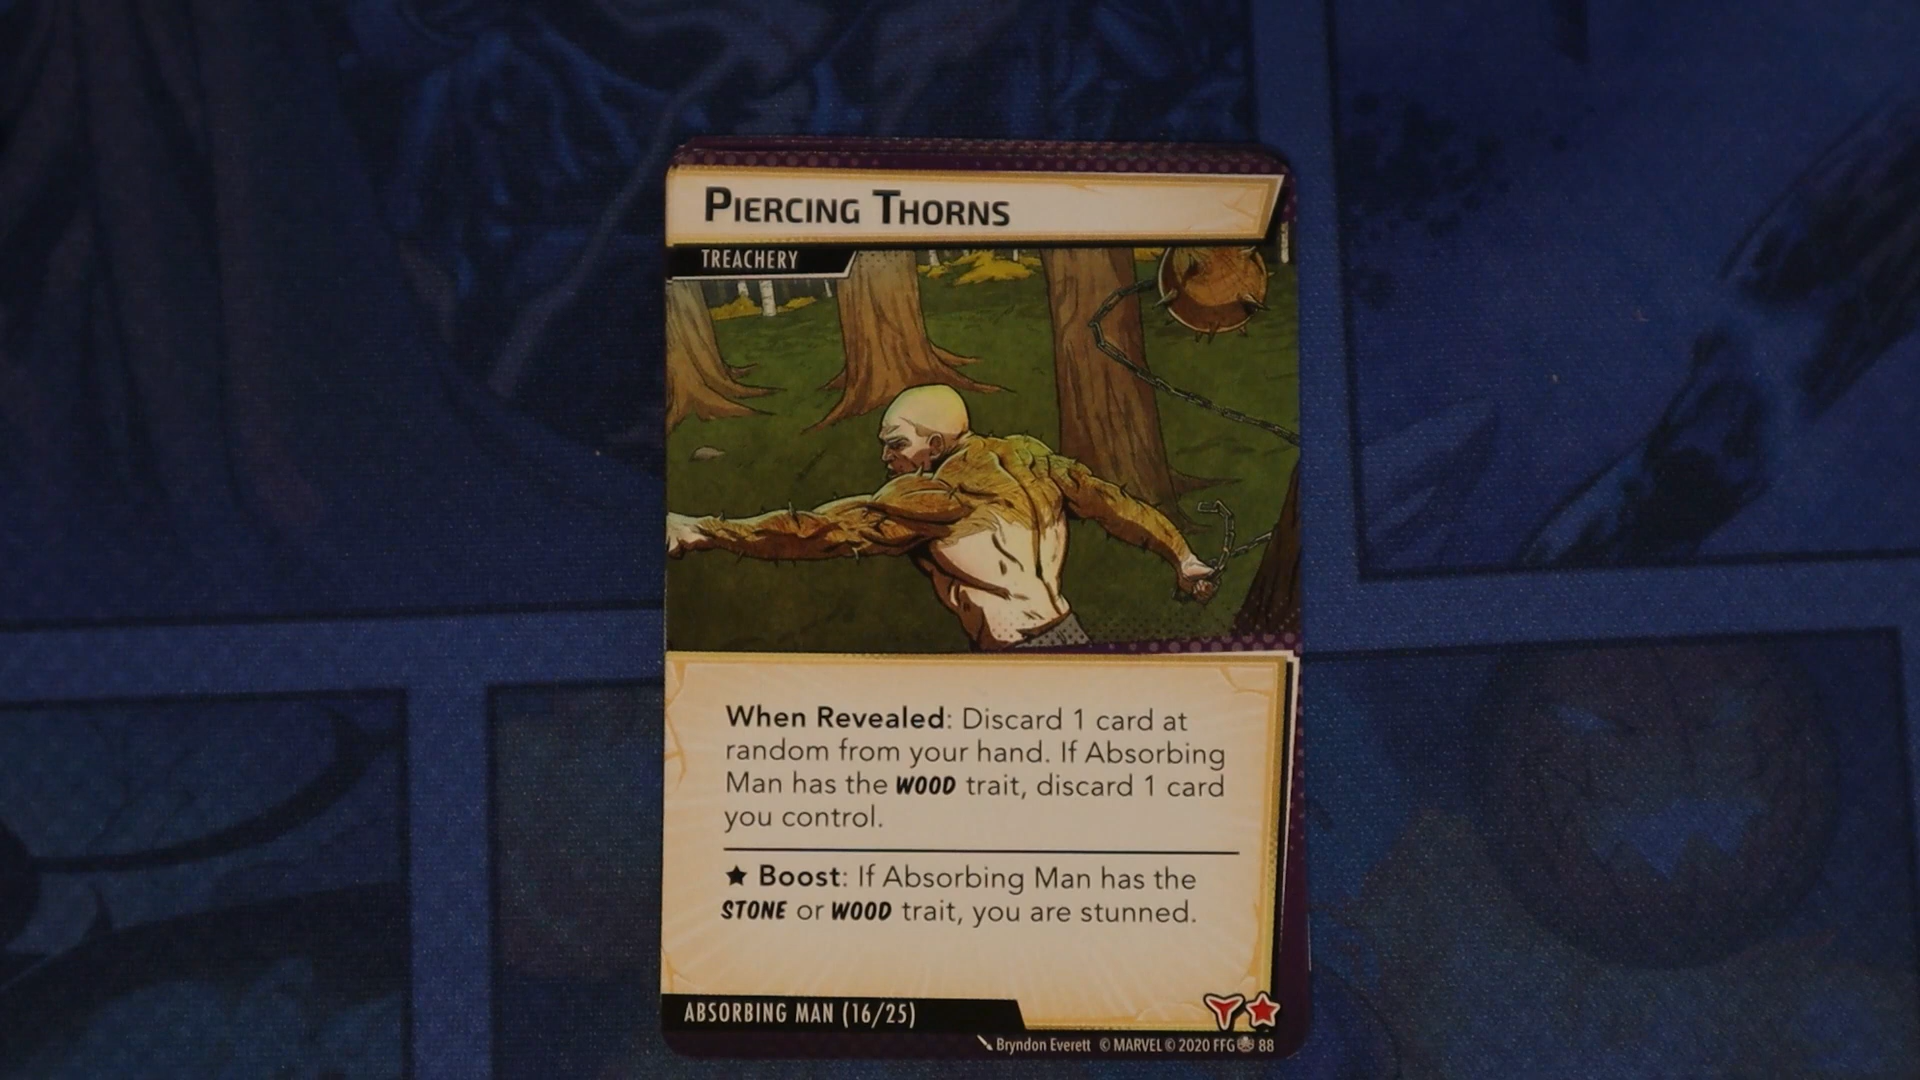 PIERCING THORNS
TREACHERY
When Revealed: Discard 1 card at
random from your hand. If Absorbing
Man has the WOOD trait, discard 1 card
you control.
★ Boost: If Absorbing Man has the
STONE or WOOD trait, you are stunned.
ABSORBING MAN (16/25)
Bryndon Everett © MARVEL © 2020 FFG 88